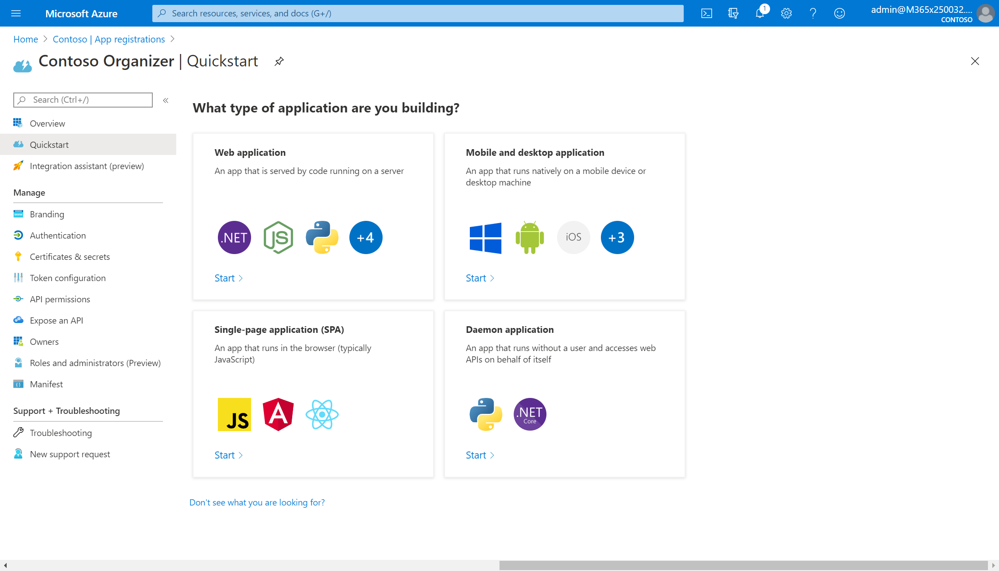 Microsoft Azure
Search resources, services, and docs (G+/)
1
admin@M365x250032....
CONTOSO
Home
Contoso | App registrations
Contoso Organizer | Quickstart
Search (Ctrl+/)
«
Overview
Quickstart
Integration assistant (preview)
Manage
www
Branding
Authentication
Certificates & secrets
Token configuration
API permissions
Expose an API
Owners
Roles and administrators (Preview)
Manifest
Support + Troubleshooting
Troubleshooting
New support request
What type of application are you building?
Web application
An app that is served by code running on a server
.NET
JS
+4
Start
Mobile and desktop application
An app that runs natively on a mobile device or
desktop machine
iOS
+3
Start
Single-page application (SPA)
An app that runs in the browser (typically
JavaScript)
JS
A
Start
Daemon application
An app that runs without a user and accesses web
APIs on behalf of itself
.NET
Core
Start
Don't see what you are looking for?